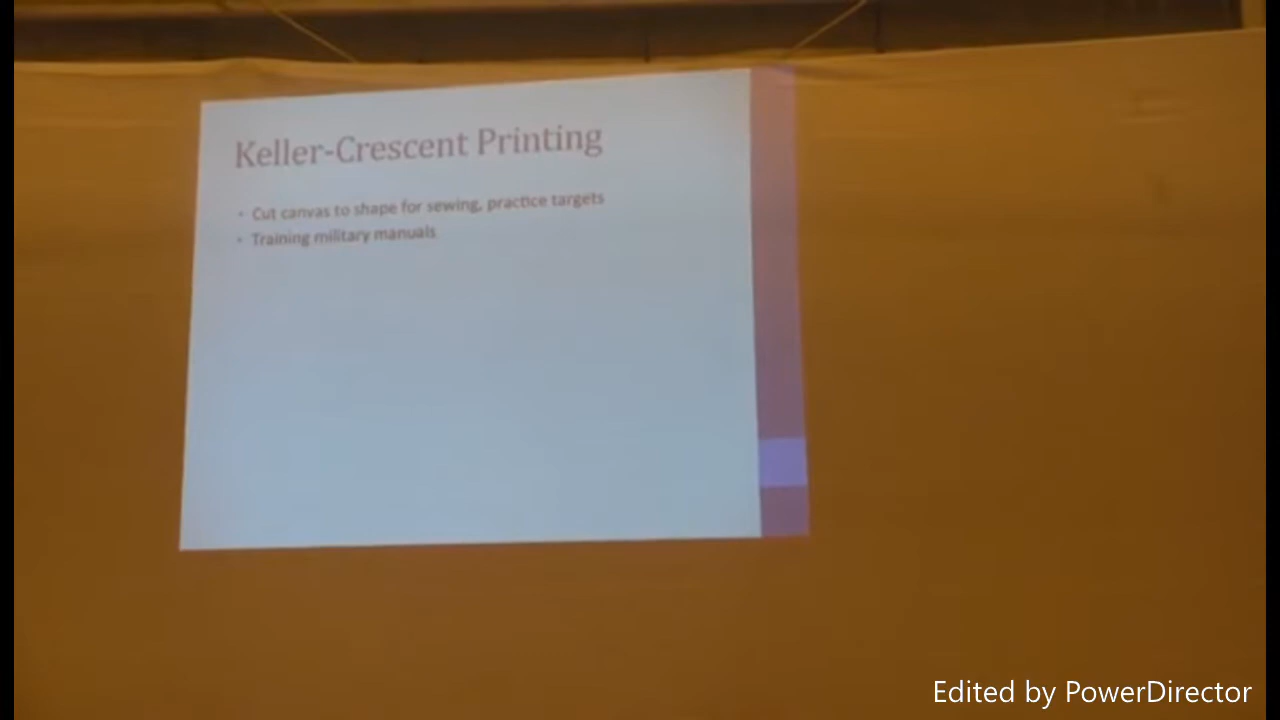 Keller-Crescent Printing
• Cut canvas to shape for sewing, practice targets
• Training military manuals
Edited by PowerDirector